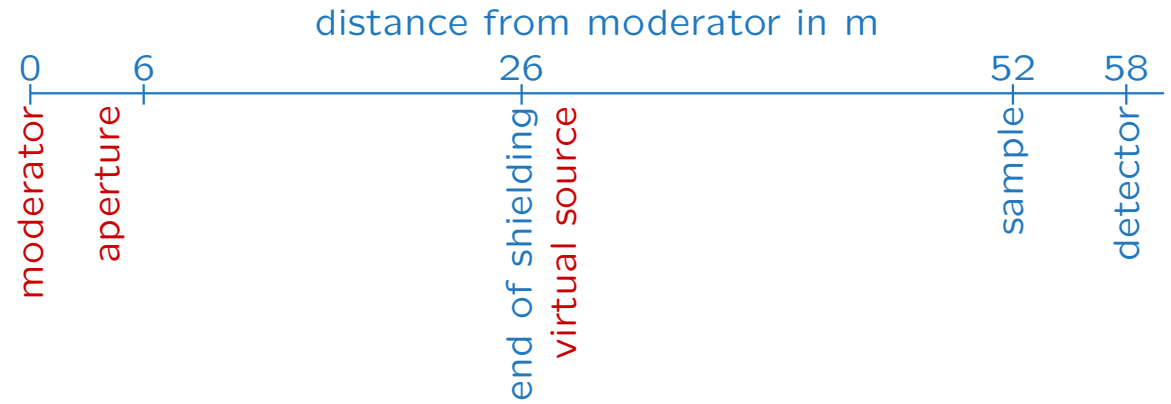 distance from moderator in m
0
6
26
52
58
moderator
aperture
end of shielding
virtual source
sample
detector